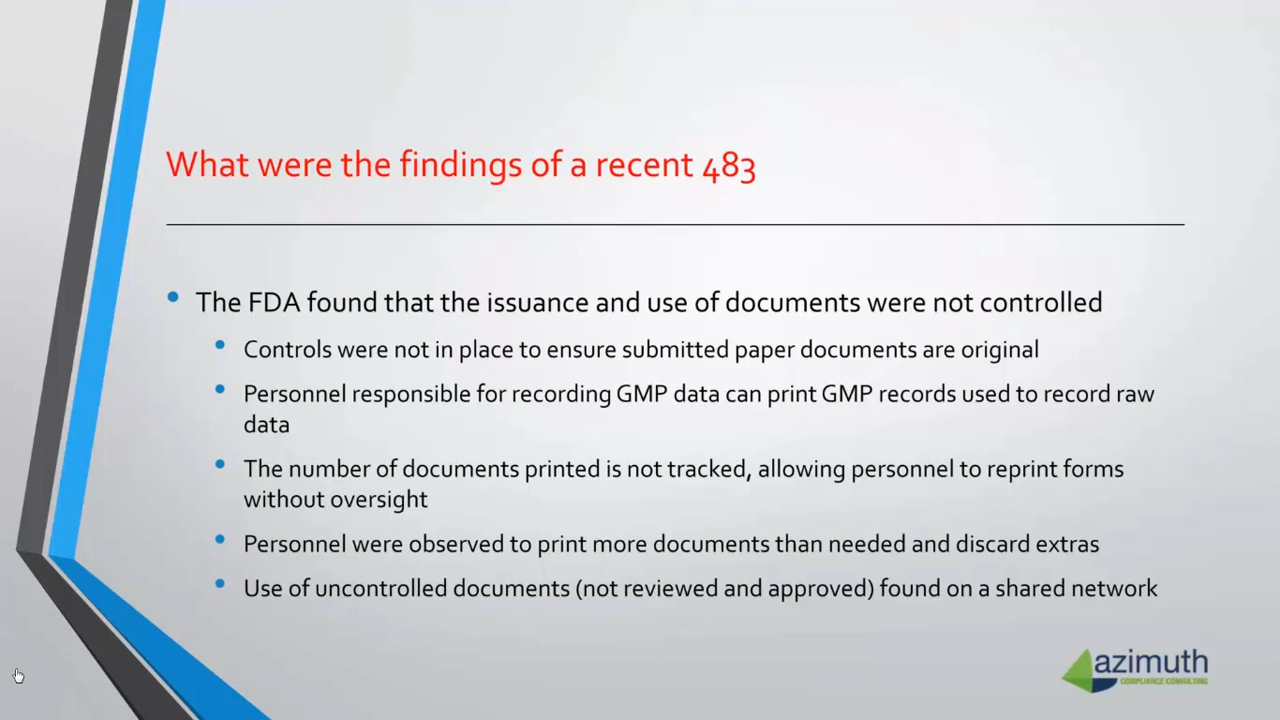 What were the findings of a recent 483
The FDA found that the issuance and use of documents were not controlled
Controls were not in place to ensure submitted paper documents are original
Personnel responsible for recording GMP data can print GMP records used to record raw
data
The number of documents printed is not tracked, allowing personnel to reprint forms
without oversight
Personnel were observed to print more documents than needed and discard extras
Use of uncontrolled documents (not reviewed and approved) found on a shared network
azimuth
COMPLIANCE CONSULTING